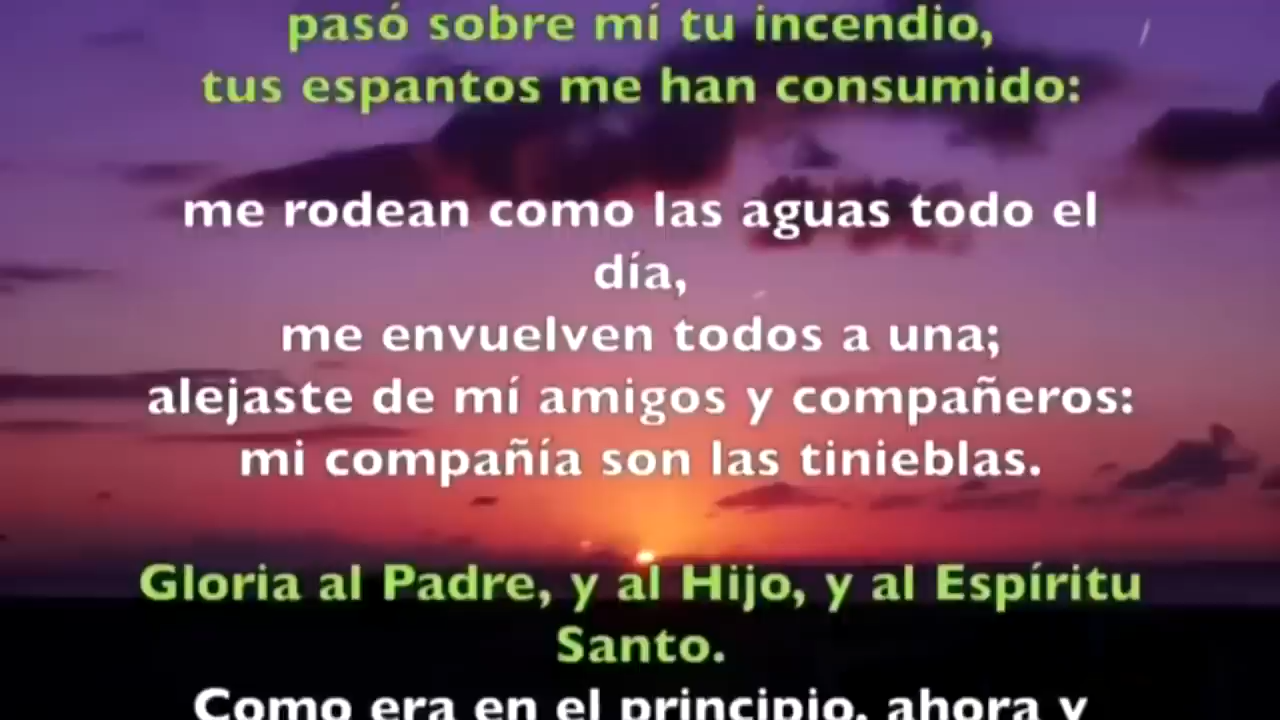 pasó sobre mí tu incendio,
tus espantos me han consumido:
me rodean como las aguas todo el
día,
me envuelven todos a una;
alejaste de mí amigos y compañeros:
mi compañía son las tinieblas.
Gloria al Padre, y al Hijo, y al Espíritu
Santo.
Como era en el principio, ahora y